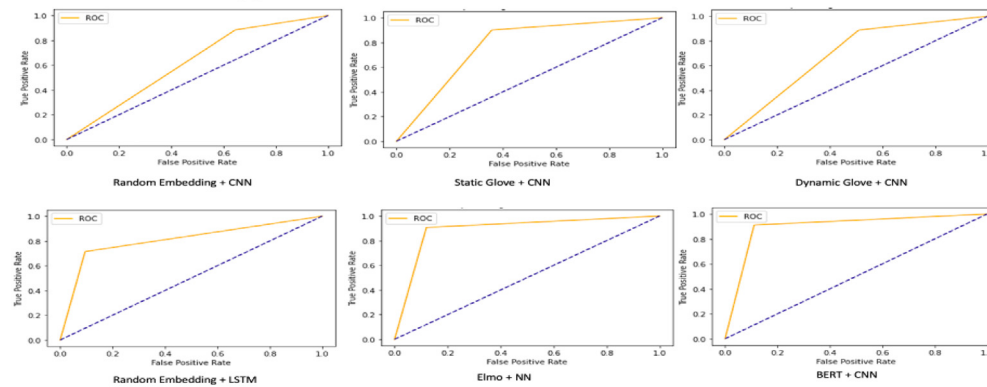 ROC
True Positive Rate
1.0
0.8
0.6
0.4
0.2
0.0
0.0 0.2 0.4 0.6 0.8 1.0
False Positive Rate
Random Embedding + CNN
ROC
True Positive Rate
1.0
0.8
0.6
0.4
0.2
0.0
0.0 0.2 0.4 0.6 0.8 1.0
False Positive Rate
Static Glove + CNN
ROC
True Positive Rate
1.0
0.8
0.6
0.4
0.2
0.0
0.0 0.2 0.4 0.6 0.8 1.0
False Positive Rate
Dynamic Glove + CNN
ROC
True Positive Rate
1.0
0.8
0.6
0.4
0.2
0.0
0.0 0.2 0.4 0.6 0.8 1.0
False Positive Rate
Random Embedding + LSTM
ROC
True Positive Rate
1.0
0.8
0.6
0.4
0.2
0.0
0.0 0.2 0.4 0.6 0.8 1.0
False Positive Rate
Elmo + NN
ROC
True Positive Rate
1.0
0.8
0.6
0.4
0.2
0.0
0.0 0.2 0.4 0.6 0.8 1.0
False Positive Rate
BERT + CNN